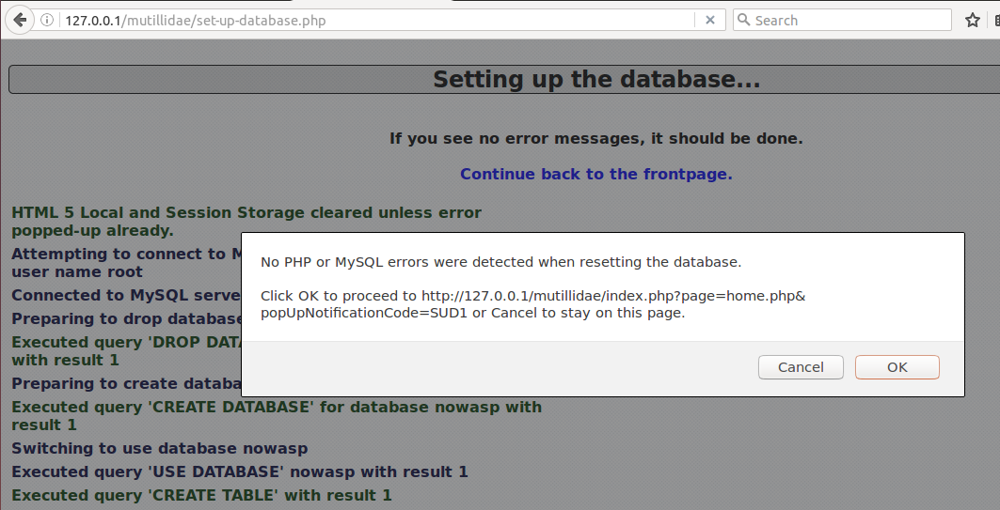 127.0.0.1/mutillidae/set-up-database.php
Search
Setting up the database...
If you see no error messages, it should be done.
Continue back to the frontpage.
HTML 5 Local and Session Storage cleared unless error
popped-up already.
Attempting to connect to M
user name root
Connected to MySQL serve
Preparing to drop database
Executed query 'DROP DATA
with result 1
Preparing to create databa
Executed query 'CREATE DATABASE' for database nowasp with
result 1
Switching to use database nowasp
Executed query 'USE DATABASE' nowasp with result 1
Executed query 'CREATE TABLE' with result 1
No PHP or MySQL errors were detected when resetting the database.
Click OK to proceed to http://127.0.0.1/mutillidae/index.php?page=home.php&
popUpNotificationCode=SUD1 or Cancel to stay on this page.
Cancel
OK